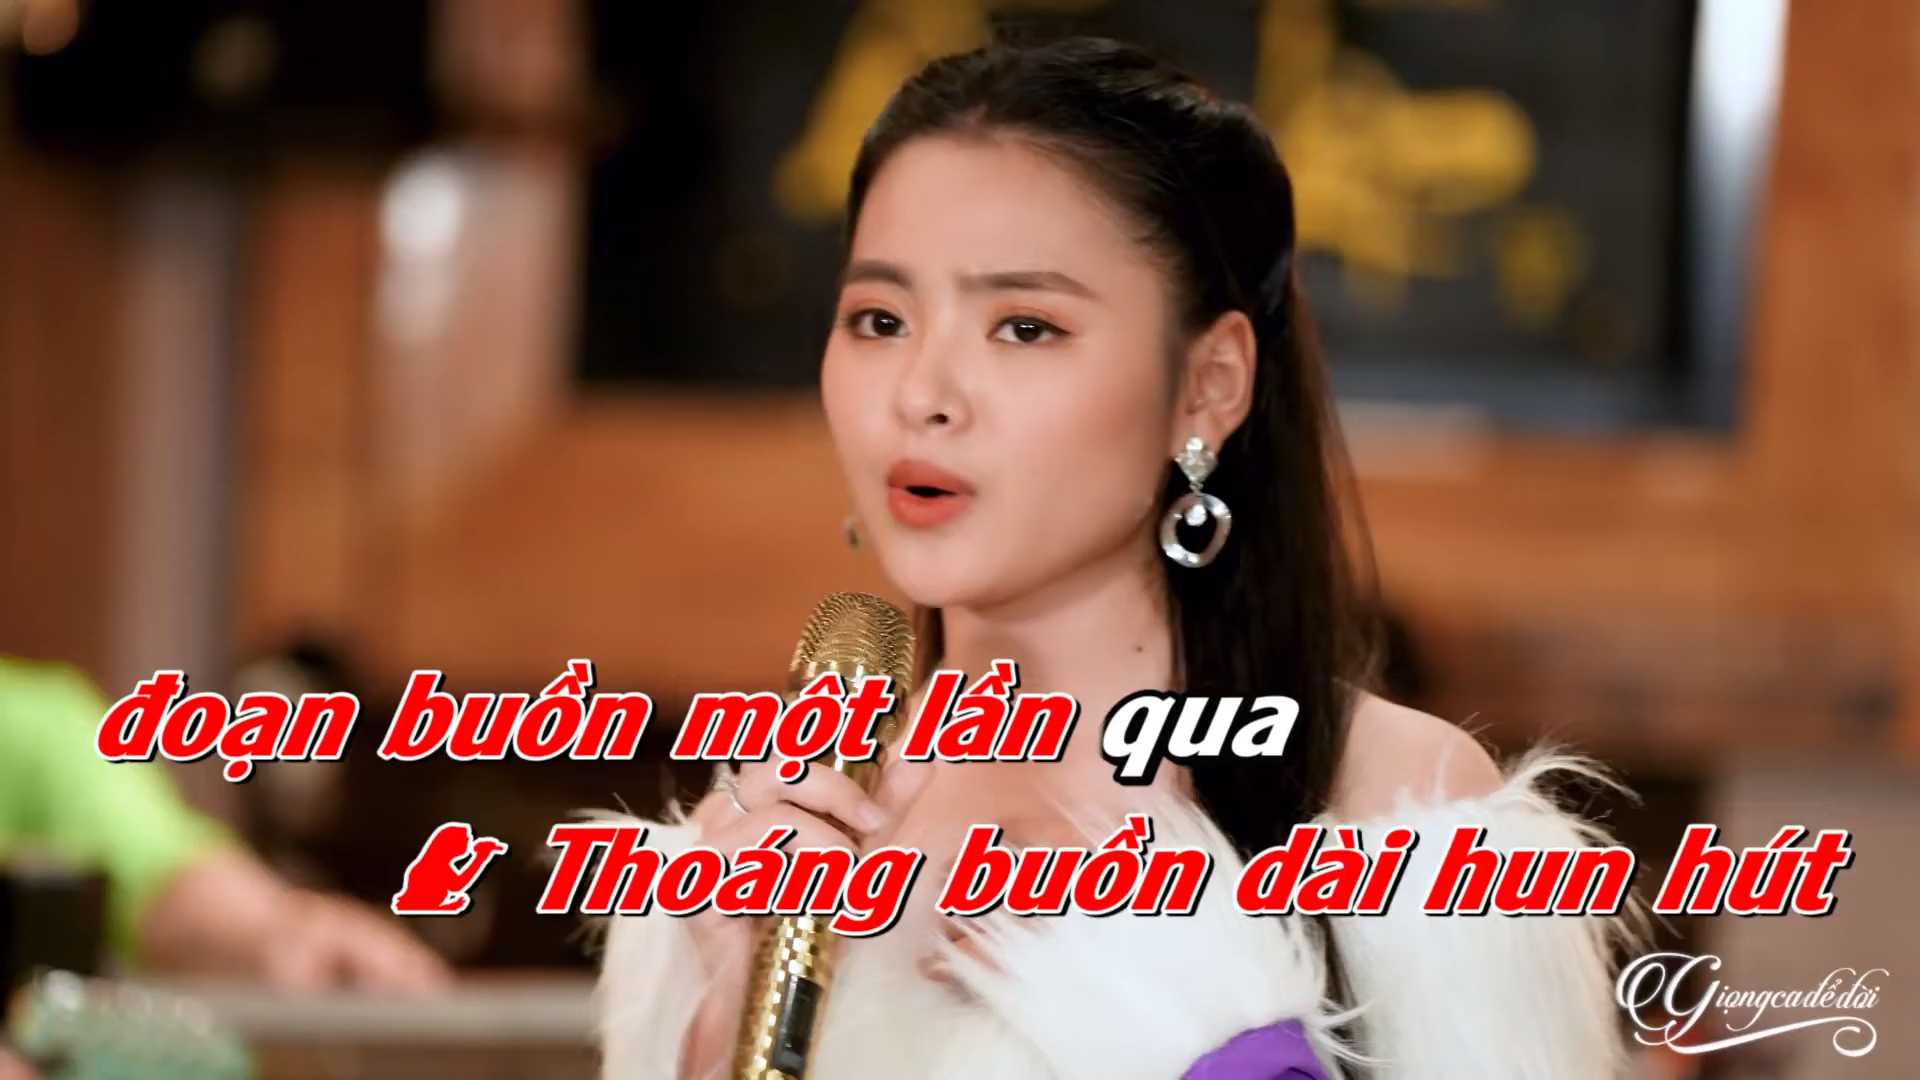 đoạn buồn một lần qua
Thoáng buồn dài hun hút
Giọngcađểđời